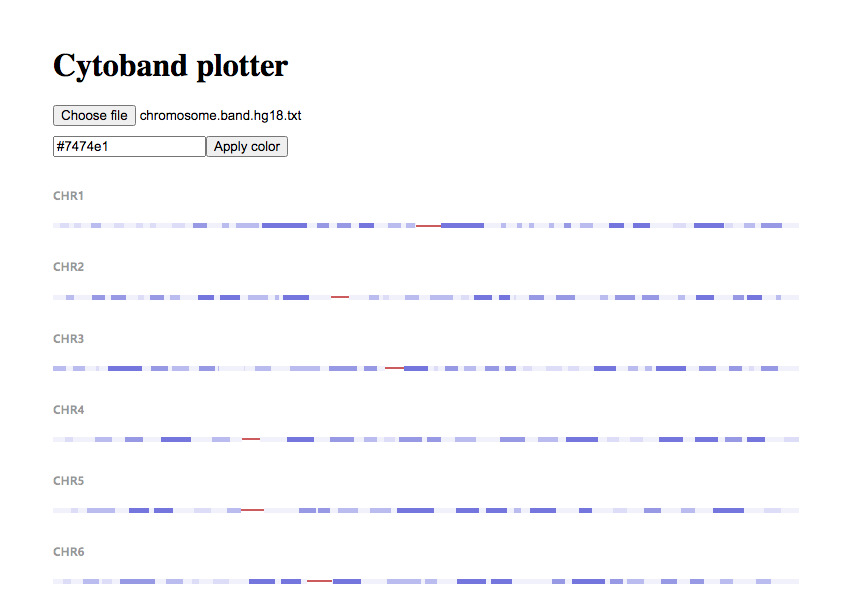 Cytoband plotter
Choose file chromosome.band.hg18.txt
#7474e1 Apply color
CHR1
CHR2
CHR3
CHR4
CHR5
CHR6